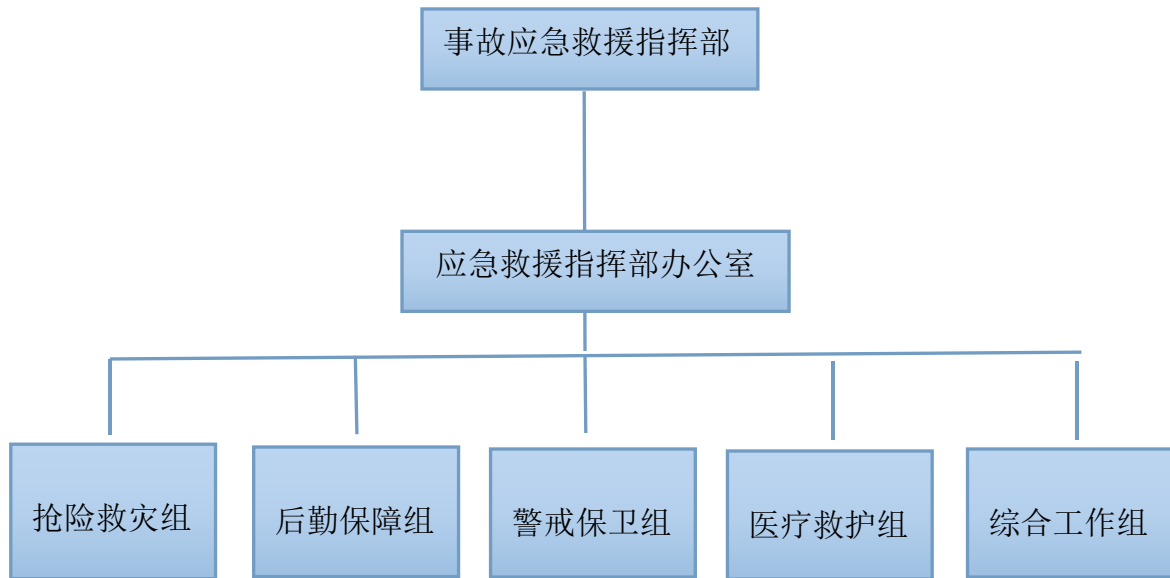 事故应急救援指挥部
应急救援指挥部办公室
抢险救灾组
后勤保障组
警戒保卫组
医疗救护组
综合工作组